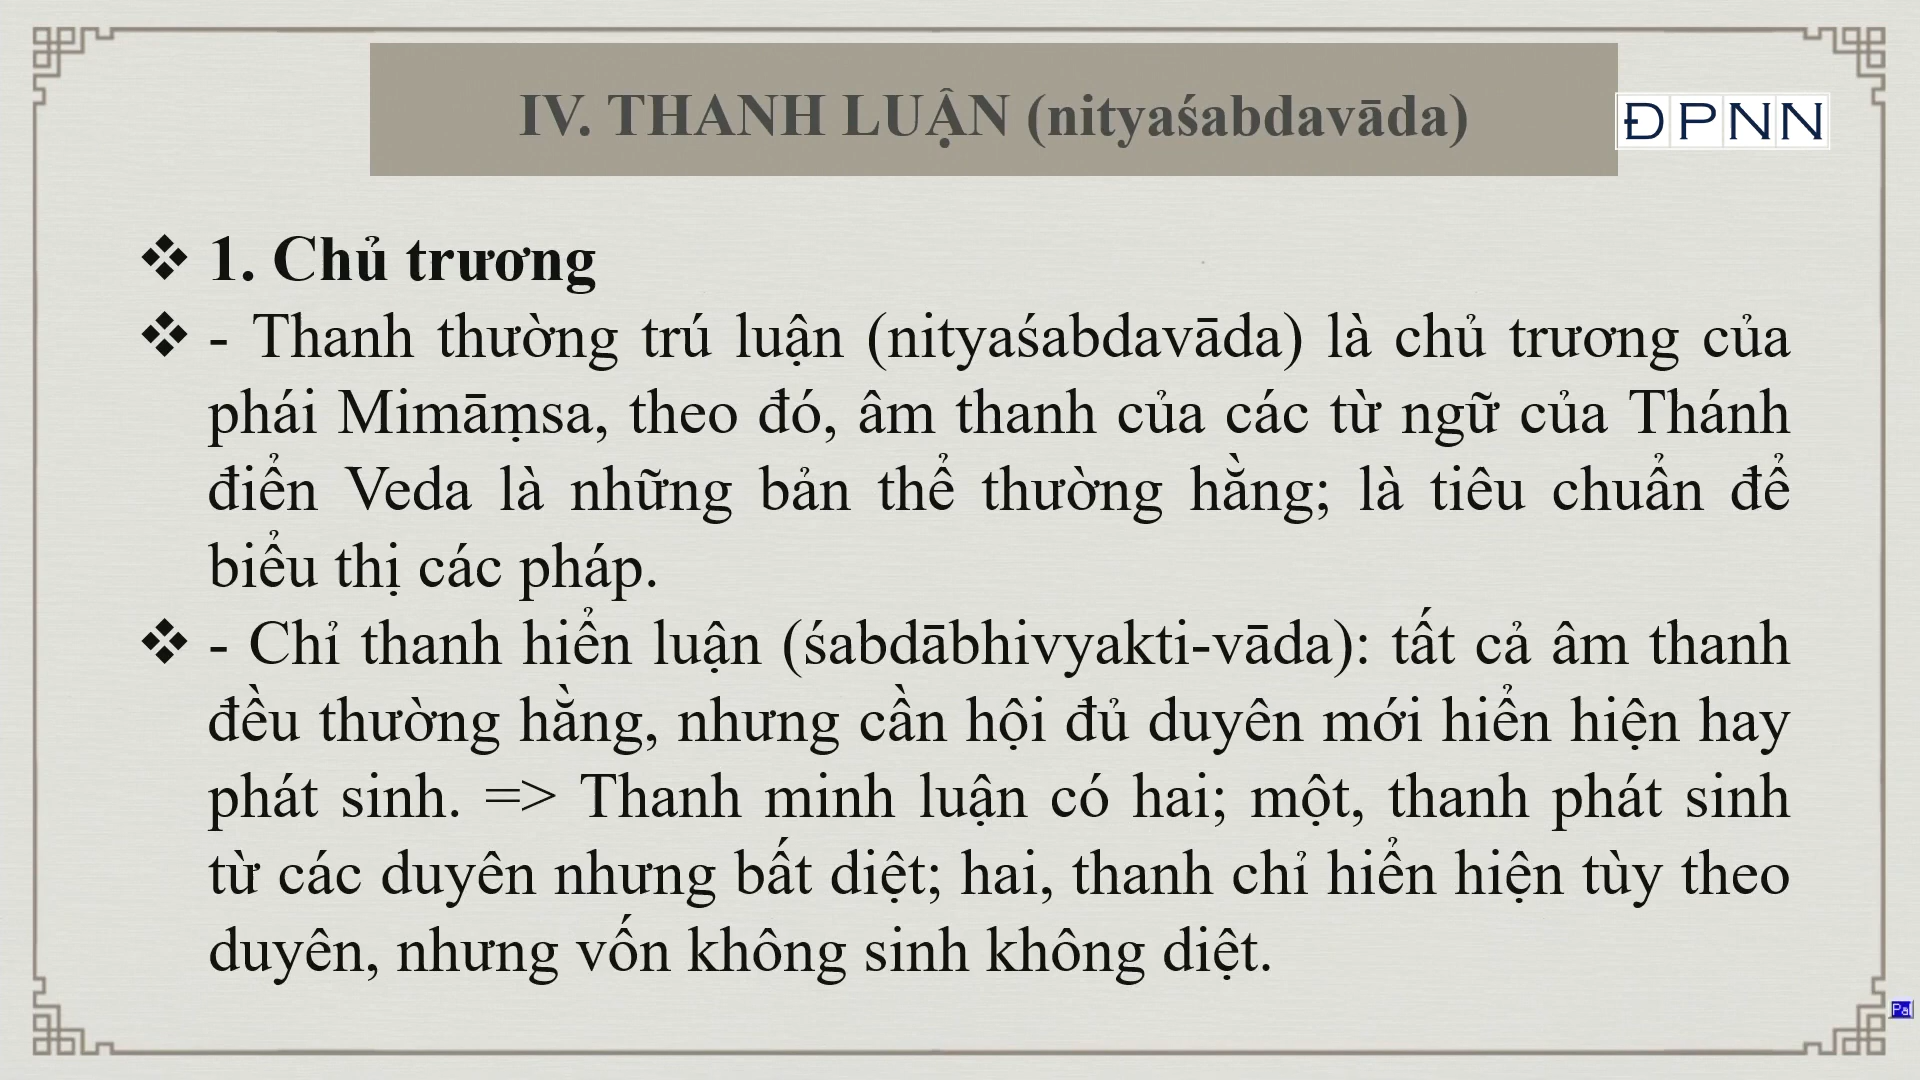 IV. THANH LUẬN (nityaśabdavāda)
ĐPNN
❖ 1. Chủ trương
❖ - Thanh thường trú luận (nityaśabdavāda) là chủ trương của
phái Mimāṃsa, theo đó, âm thanh của các từ ngữ của Thánh
điển Veda là những bản thể thường hằng; là tiêu chuẩn để
biểu thị các pháp.
❖ - Chỉ thanh hiển luận (śabdābhivyakti-vāda): tất cả âm thanh
đều thường hằng, nhưng cần hội đủ duyên mới hiển hiện hay
phát sinh. => Thanh minh luận có hai; một, thanh phát sinh
từ các duyên nhưng bất diệt; hai, thanh chỉ hiển hiện tùy theo
duyên, nhưng vốn không sinh không diệt.